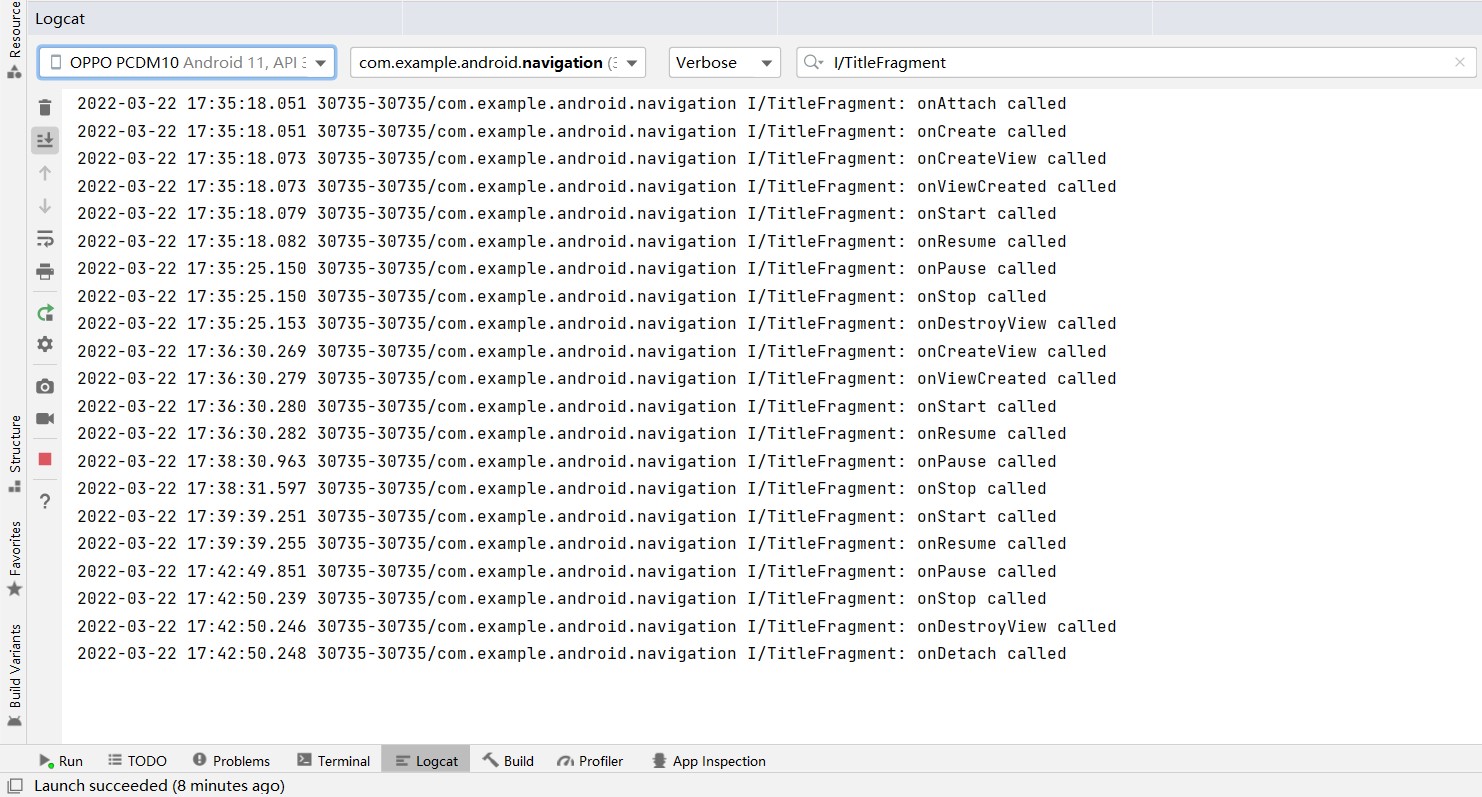 Logcat
Resource
OPPO PCDM10 Android 11, API
com.example.android.navigation (
Verbose
I/TitleFragment
2022-03-22 17:35:18.051 30735-30735/com.example.android.navigation I/TitleFragment: onAttach called
2022-03-22 17:35:18.051 30735-30735/com.example.android.navigation I/TitleFragment: onCreate called
2022-03-22 17:35:18.073 30735-30735/com.example.android.navigation I/TitleFragment: onCreateView called
2022-03-22 17:35:18.073 30735-30735/com.example.android.navigation I/TitleFragment: onViewCreated called
2022-03-22 17:35:18.079 30735-30735/com.example.android.navigation I/TitleFragment: onStart called
2022-03-22 17:35:18.082 30735-30735/com.example.android.navigation I/TitleFragment: onResume called
2022-03-22 17:35:25.150 30735-30735/com.example.android.navigation I/TitleFragment: onPause called
2022-03-22 17:35:25.150 30735-30735/com.example.android.navigation I/TitleFragment: onStop called
2022-03-22 17:35:25.153 30735-30735/com.example.android.navigation I/TitleFragment: onDestroyView called
2022-03-22 17:36:30.269 30735-30735/com.example.android.navigation I/TitleFragment: onCreateView called
2022-03-22 17:36:30.279 30735-30735/com.example.android.navigation I/TitleFragment: onViewCreated called
2022-03-22 17:36:30.280 30735-30735/com.example.android.navigation I/TitleFragment: onStart called
2022-03-22 17:36:30.282 30735-30735/com.example.android.navigation I/TitleFragment: onResume called
2022-03-22 17:38:30.963 30735-30735/com.example.android.navigation I/TitleFragment: onPause called
2022-03-22 17:38:31.597 30735-30735/com.example.android.navigation I/TitleFragment: onStop called
2022-03-22 17:39:39.251 30735-30735/com.example.android.navigation I/TitleFragment: onStart called
2022-03-22 17:39:39.255 30735-30735/com.example.android.navigation I/TitleFragment: onResume called
2022-03-22 17:42:49.851 30735-30735/com.example.android.navigation I/TitleFragment: onPause called
2022-03-22 17:42:50.239 30735-30735/com.example.android.navigation I/TitleFragment: onStop called
2022-03-22 17:42:50.246 30735-30735/com.example.android.navigation I/TitleFragment: onDestroyView called
2022-03-22 17:42:50.248 30735-30735/com.example.android.navigation I/TitleFragment: onDetach called
Structure
Favorites
Build Variants
Run
TODO
Problems
Terminal
Logcat
Build
Profiler
App Inspection
Launch succeeded (8 minutes ago)